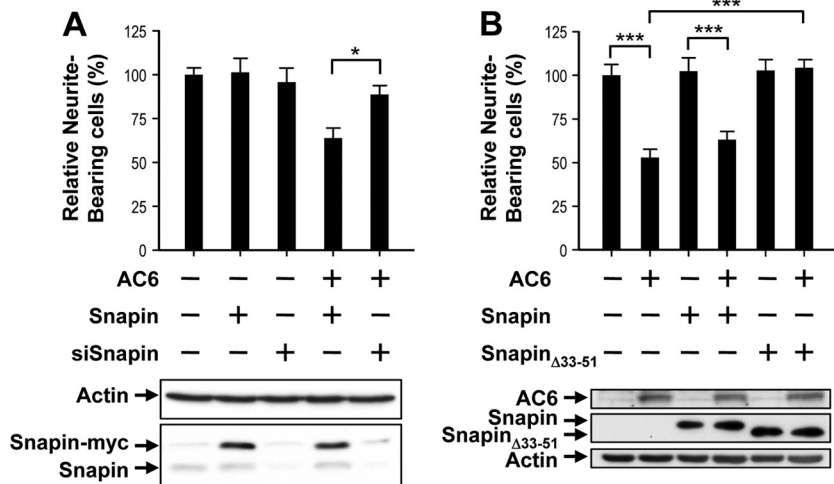 A
Relative Neurite-
Bearing cells (%)
125
100
75
50
25
0
*
AC6 − − − + +
Snapin − + − + −
siSnapin − − + − +
Actin
Snapin-myc
Snapin
B
Relative Neurite-
Bearing cells (%)
125
100
75
50
25
0
***
*** ***
AC6 − + − + − +
Snapin − − + + − −
SnapinΔ33-51 − − − − + +
AC6
Snapin
SnapinΔ33-51
Actin